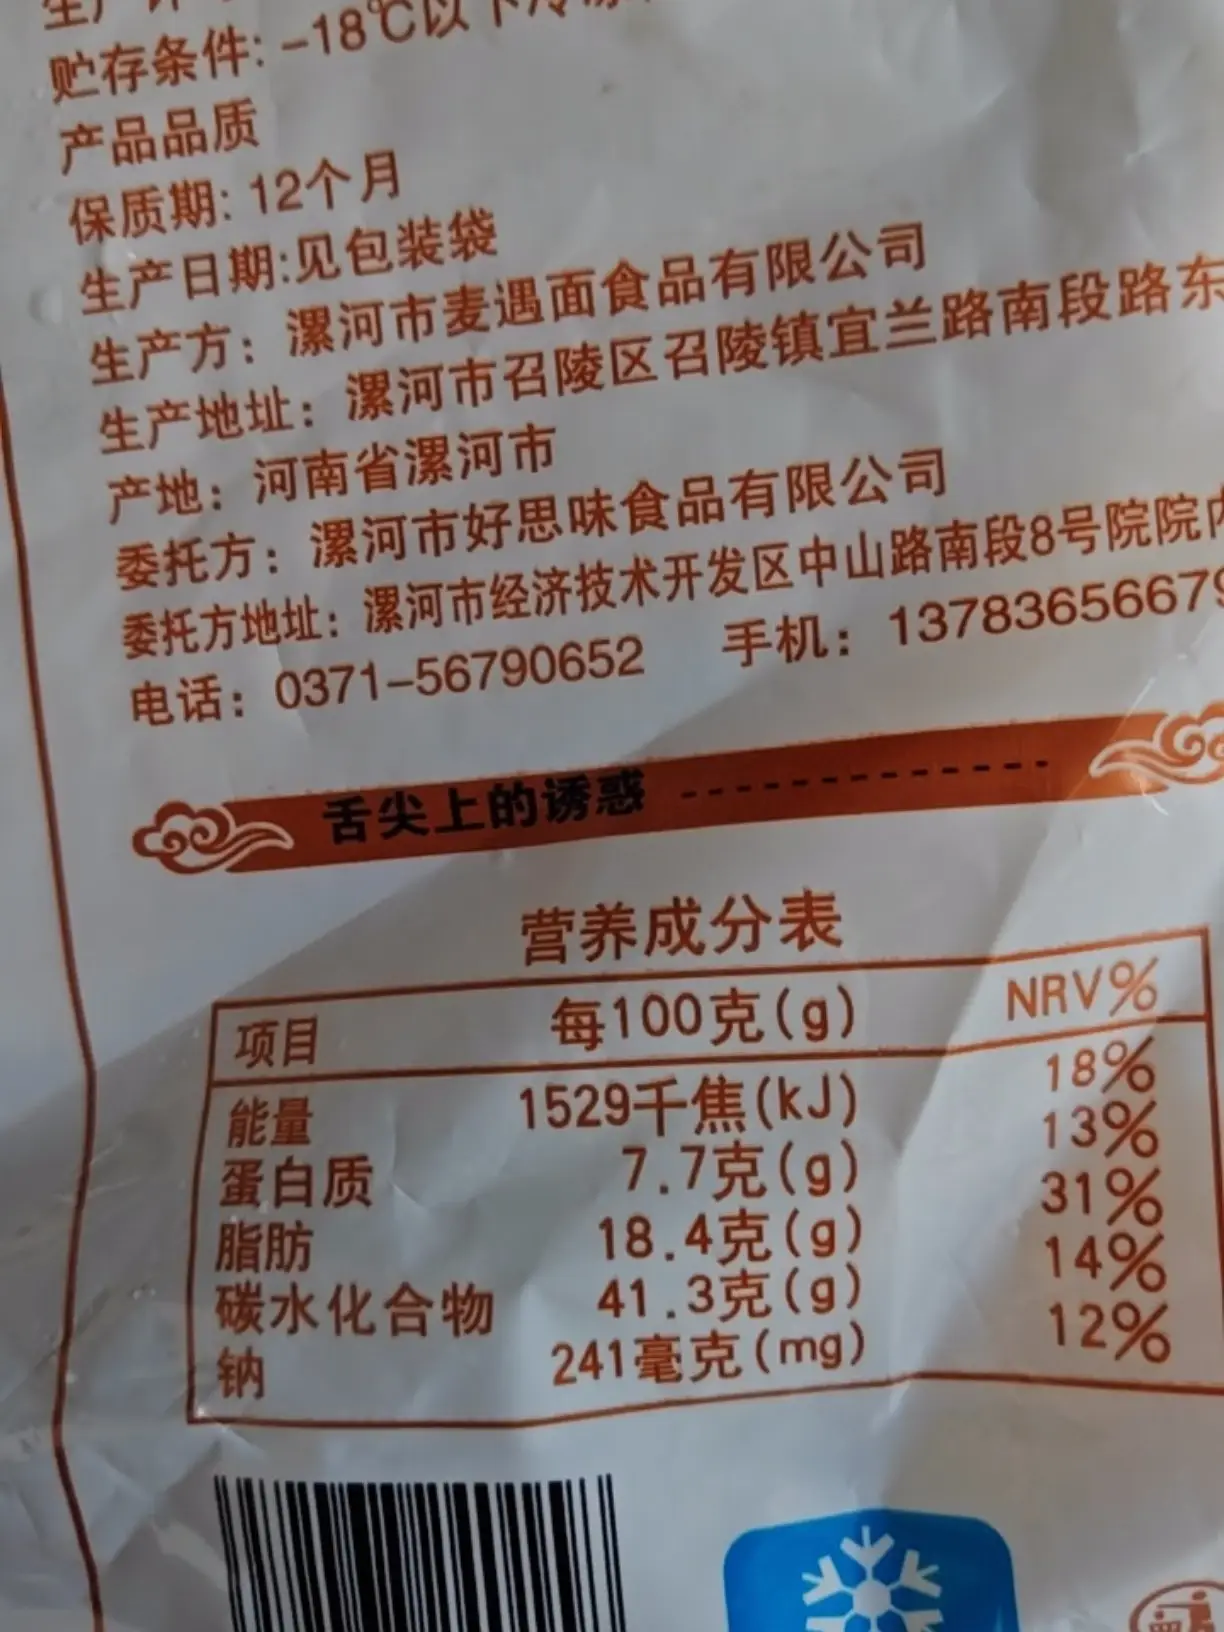 贮存条件: -18℃以下冷冻
产品品质
保质期: 12个月
生产日期:见包装袋
生产方: 漯河市麦遇面食品有限公司
生产地址: 漯河市召陵区召陵镇宜兰路南段路东
产地: 河南省漯河市
委托方: 漯河市好思味食品有限公司
委托方地址: 漯河市经济技术开发区中山路南段8号院院内
电话: 0371-56790652 手机: 13783656679
舌尖上的诱惑
营养成分表
项目 每100克(g) NRV%
能量 1529千焦(kJ) 18%
蛋白质 7.7克(g) 13%
脂肪 18.4克(g) 31%
碳水化合物 41.3克(g) 14%
钠 241毫克(mg) 12%